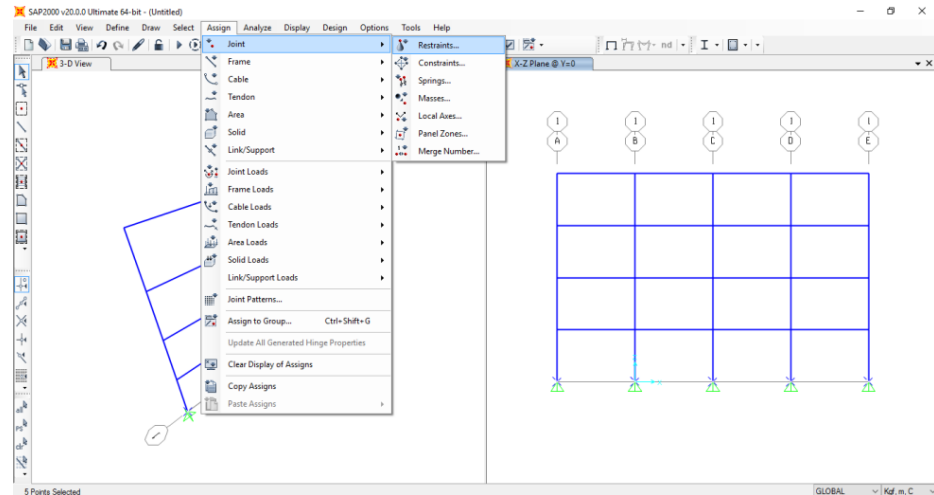 SAP2000 v20.0.0 Ultimate 64-bit - (Untitled)
File Edit View Define Draw Select Assign Analyze Display Design Options Tools Help
nd
3-D View
X-Z Plane @ Y=0
Joint
Frame
Cable
Tendon
Area
Solid
Link/Support
Joint Loads
Frame Loads
Cable Loads
Tendon Loads
Area Loads
Solid Loads
Link/Support Loads
Joint Patterns...
Assign to Group... Ctrl+Shift+G
Update All Generated Hinge Properties
Clear Display of Assigns
Copy Assigns
Paste Assigns
Restraints...
Constraints...
Springs...
Masses...
Local Axes...
Panel Zones...
Merge Number...
1 1 1 1 1
A B C D E
all
PS
clr
5 Points Selected
GLOBAL
Kgf, m, C